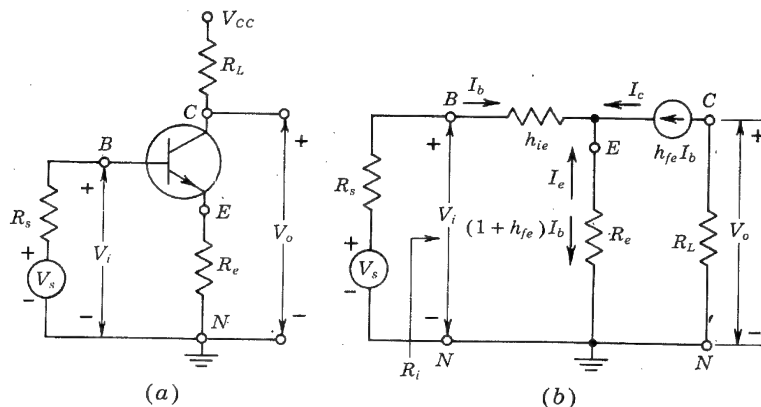 V_CC
R_L
C
B
+
+
+
R_s
V_i
E
V_o
V_s
R_e
−
−
−
N
(a)
I_b
I_c
B
C
h_ie
E
h_fe I_b
+
+
+
R_s
V_i
I_e
(1 + h_fe)I_b
R_e
R_L
V_o
V_s
−
−
−
R_i
N
N
(b)